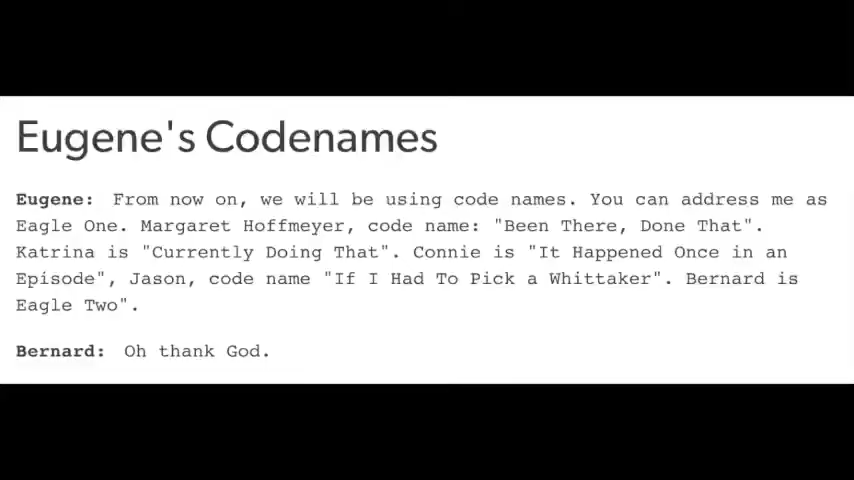 Eugene's Codenames
Eugene: From now on, we will be using code names. You can address me as
Eagle One. Margaret Hoffmeyer, code name: "Been There, Done That".
Katrina is "Currently Doing That". Connie is "It Happened Once in an
Episode", Jason, code name "If I Had To Pick a Whittaker". Bernard is
Eagle Two".
Bernard: Oh thank God.